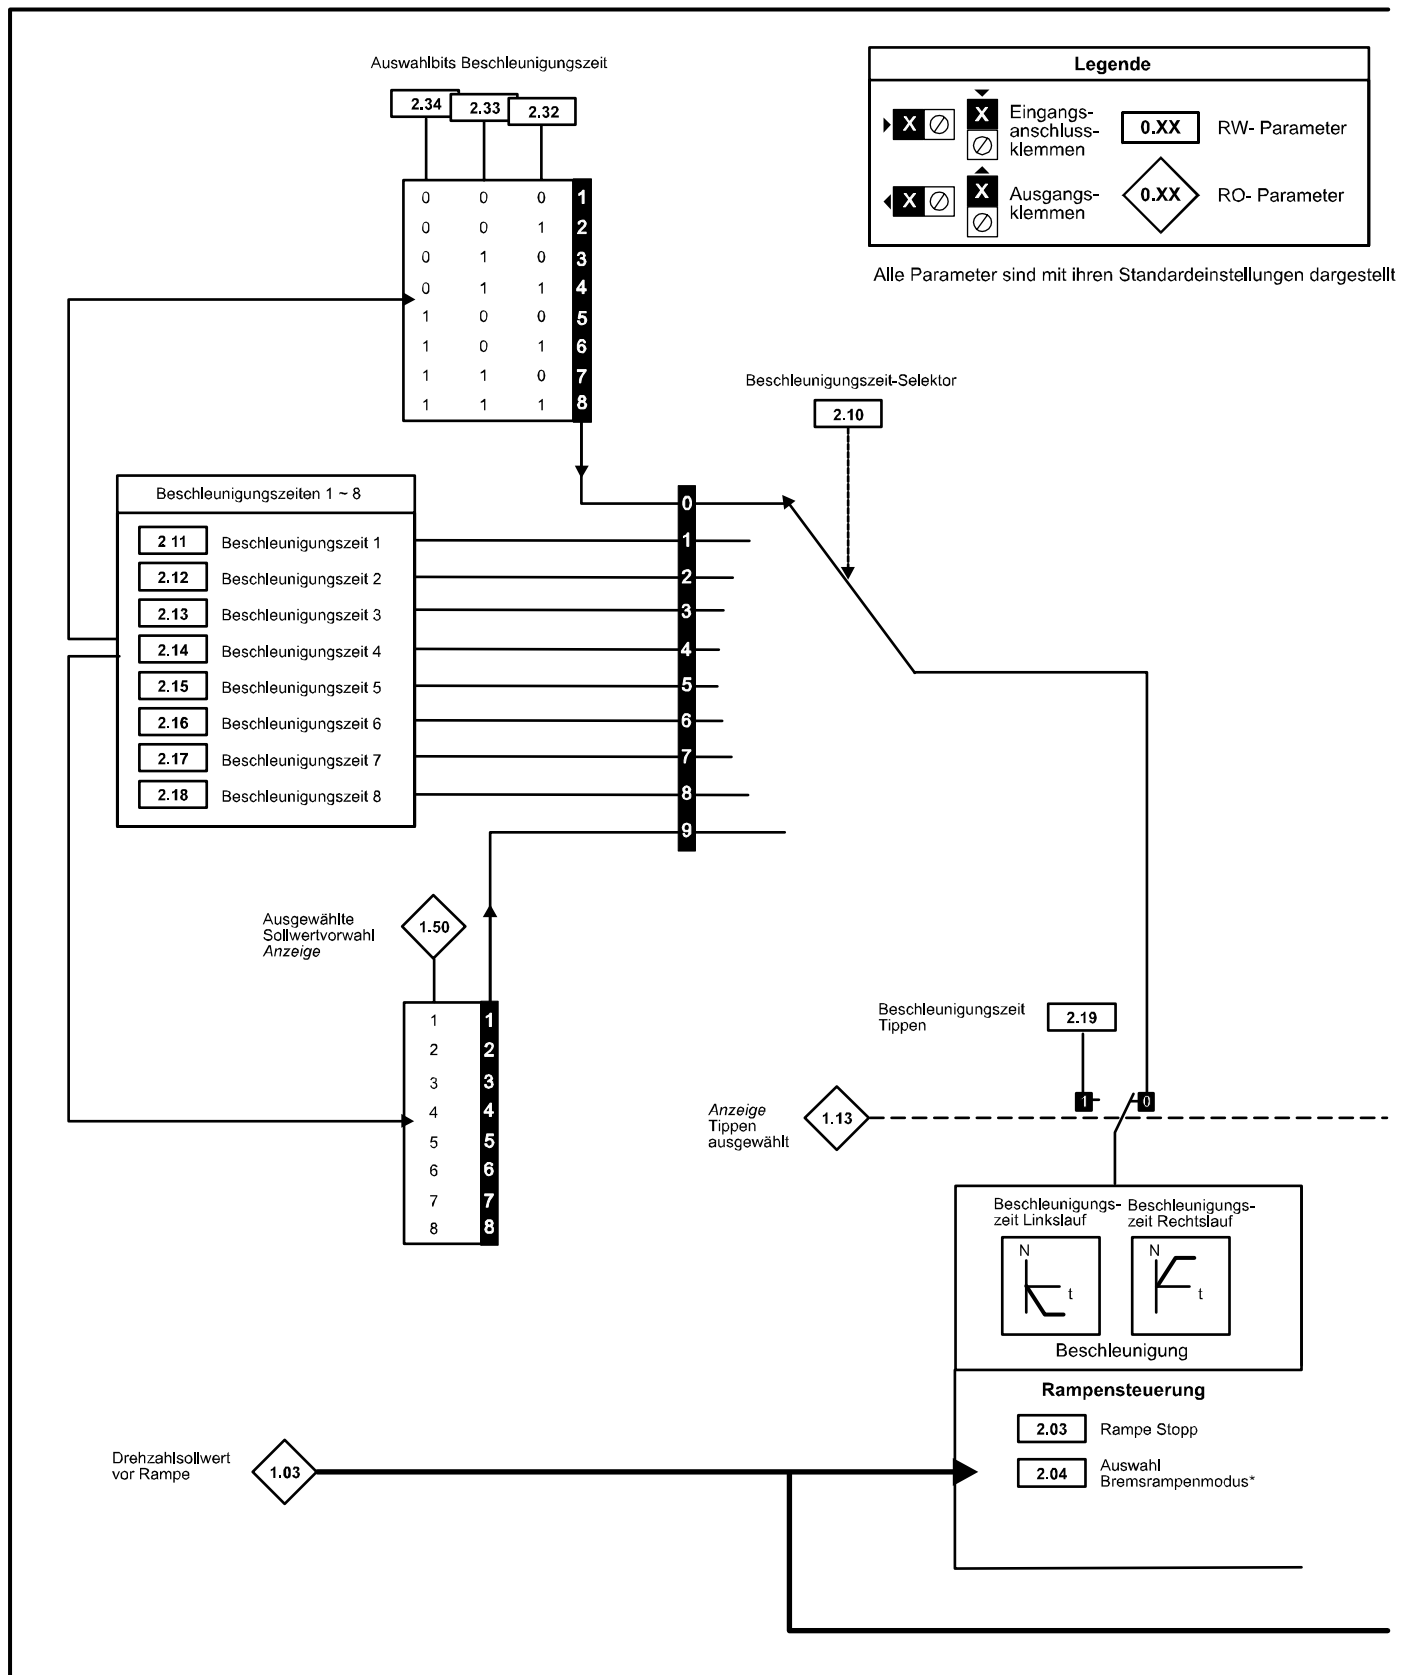 Auswahlbits Beschleunigungszeit
2.34 2.33 2.32
0 0 0 1
0 0 1 2
0 1 0 3
0 1 1 4
1 0 0 5
1 0 1 6
1 1 0 7
1 1 1 8
Legende
X X Eingangs-
anschluss-
klemmen
0.XX RW- Parameter
X X Ausgangs-
klemmen
0.XX RO- Parameter
Alle Parameter sind mit ihren Standardeinstellungen dargestellt
Beschleunigungszeit-Selektor
2.10
Beschleunigungszeiten 1 ~ 8
2 11 Beschleunigungszeit 1
2.12 Beschleunigungszeit 2
2.13 Beschleunigungszeit 3
2.14 Beschleunigungszeit 4
2.15 Beschleunigungszeit 5
2.16 Beschleunigungszeit 6
2.17 Beschleunigungszeit 7
2.18 Beschleunigungszeit 8
0
1
2
3
4
5
6
7
8
9
Ausgewählte
Sollwertvorwahl
Anzeige
1.50
1 1
2 2
3 3
4 4
5 5
6 6
7 7
8 8
Beschleunigungszeit
Tippen
2.19
1 0
Anzeige
Tippen
ausgewählt
1.13
Beschleunigungs-
zeit Linkslauf
Beschleunigungs-
zeit Rechtslauf
N t
N t
Beschleunigung
Rampensteuerung
2.03 Rampe Stopp
2.04 Auswahl
Bremsrampenmodus*
Drehzahlsollwert
vor Rampe
1.03